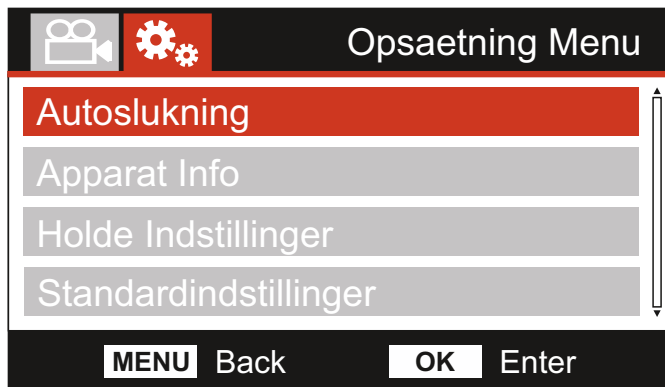 Opsaetning Menu
Autoslukning
Apparat Info
Holde Indstillinger
Standardindstillinger
MENU Back OK Enter